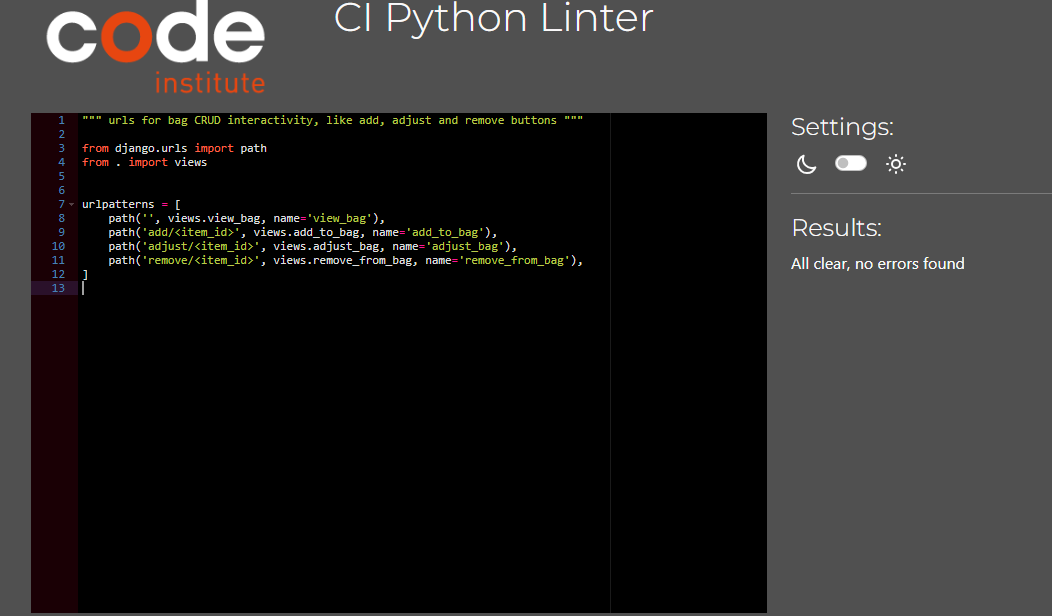 code
institute
CI Python Linter
1 """ urls for bag CRUD interactivity, like add, adjust and remove buttons """
2
3 from django.urls import path
4 from . import views
5
6
7 urlpatterns = [
8     path('', views.view_bag, name='view_bag'),
9     path('add/<item_id>', views.add_to_bag, name='add_to_bag'),
10     path('adjust/<item_id>', views.adjust_bag, name='adjust_bag'),
11     path('remove/<item_id>', views.remove_from_bag, name='remove_from_bag'),
12 ]
13
Settings:
Results:
All clear, no errors found